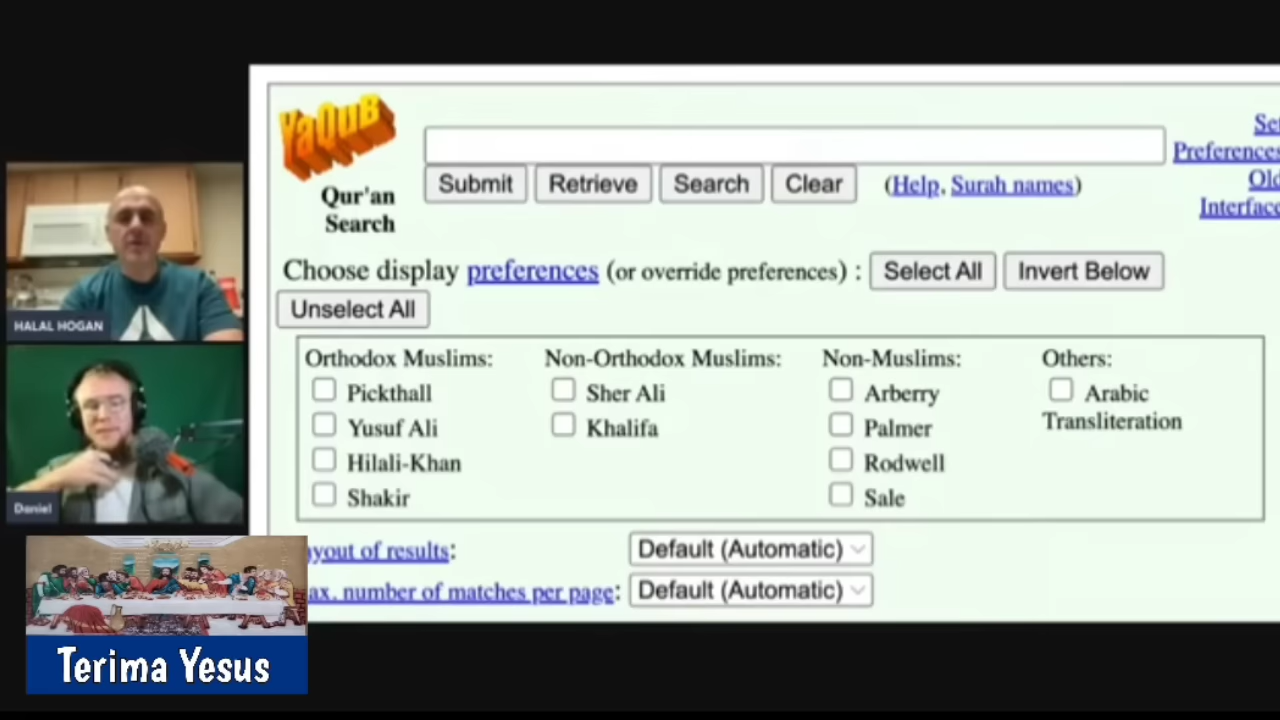 YaQuB
Qur'an
Search
Submit
Retrieve
Search
Clear
(Help, Surah names)
Set
Preferences
Old
Interface
Choose display preferences (or override preferences) :
Select All
Invert Below
Unselect All
Orthodox Muslims:
Pickthall
Yusuf Ali
Hilali-Khan
Shakir
Non-Orthodox Muslims:
Sher Ali
Khalifa
Non-Muslims:
Arberry
Palmer
Rodwell
Sale
Others:
Arabic
Transliteration
ayout of results:
Default (Automatic)
ax. number of matches per page:
Default (Automatic)
HALAL HOGAN
Daniel
Terima Yesus